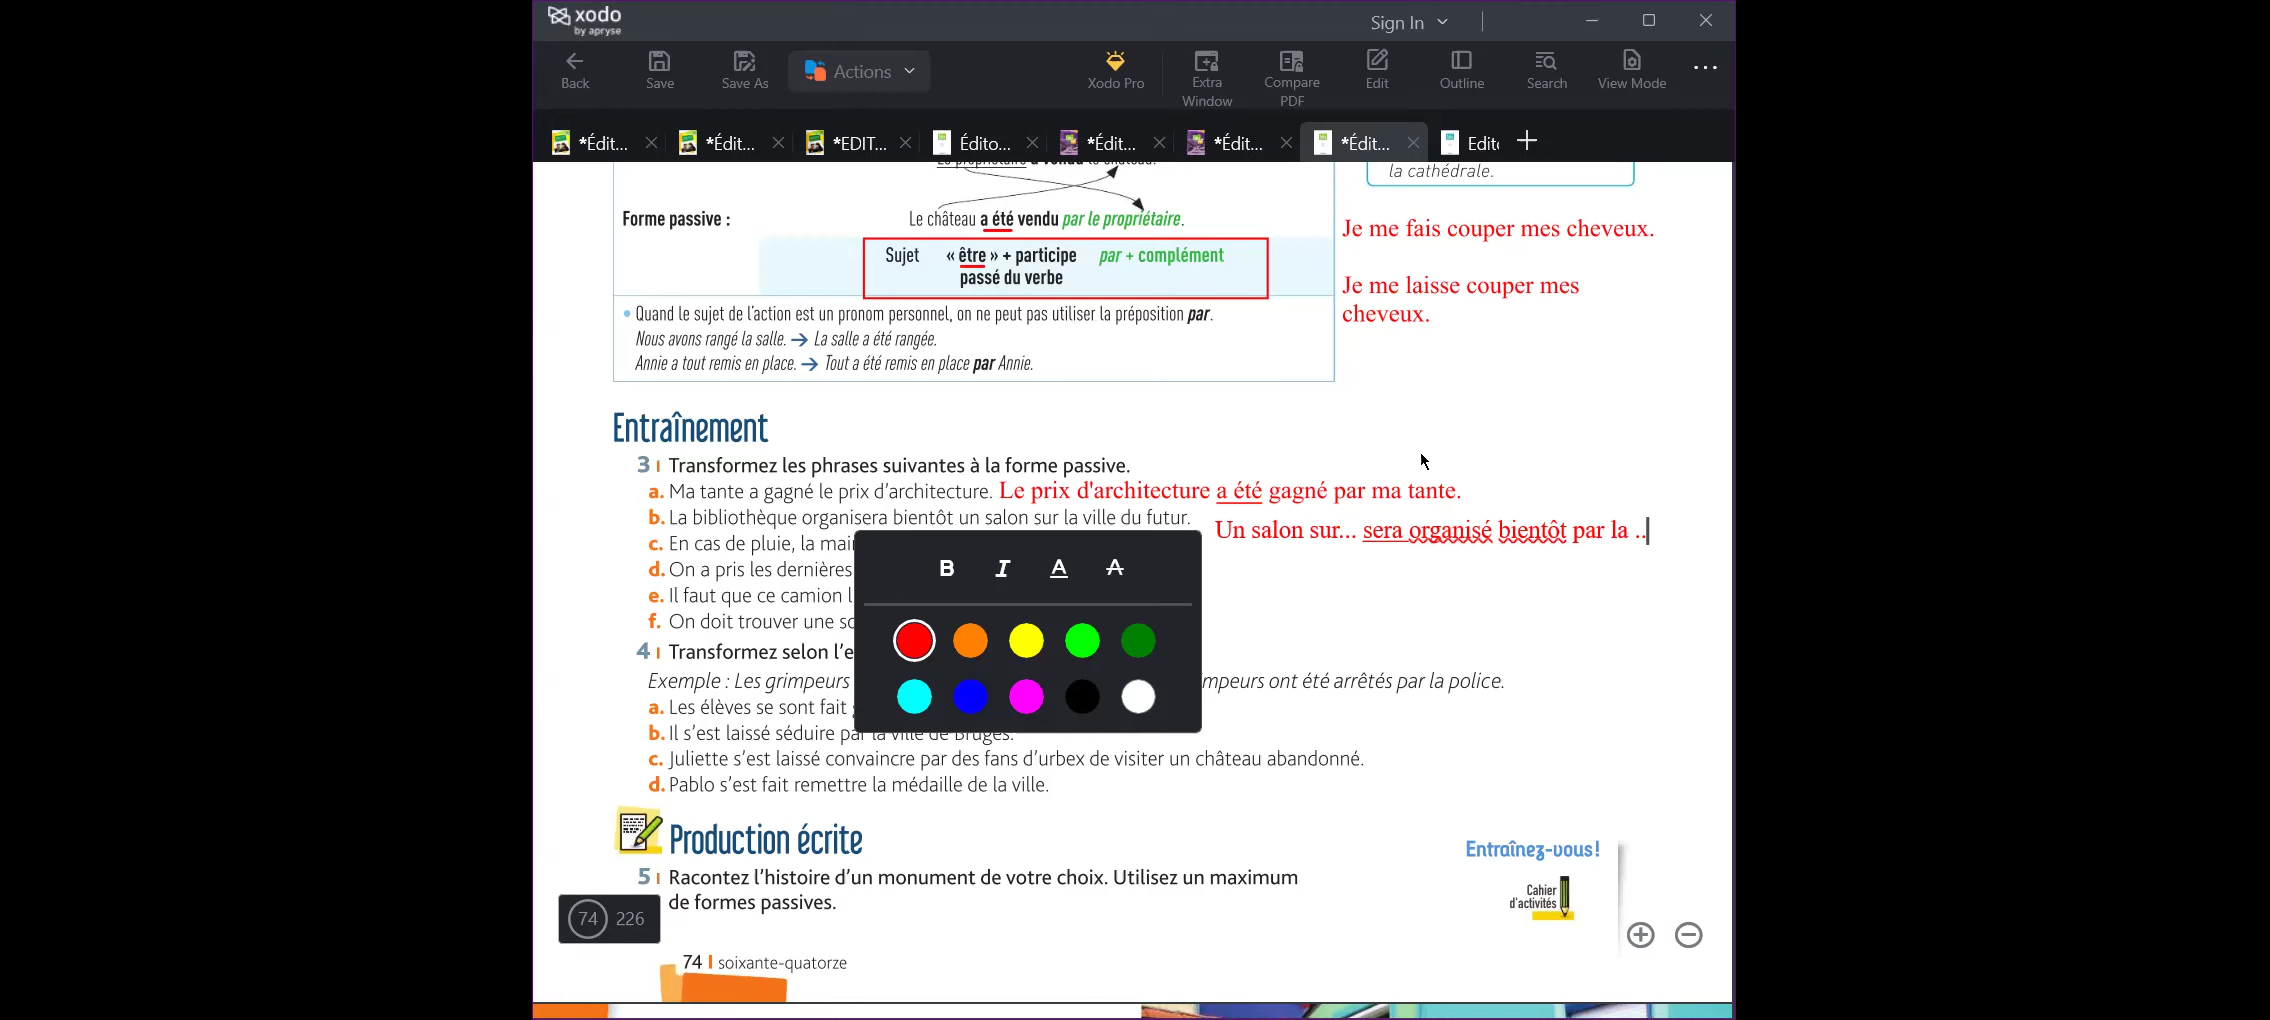 xodo
by apryse
Sign In
Back
Save
Save As
Actions
Xodo Pro
Extra Window
Compare PDF
Edit
Outline
Search
View Mode
*Édit...
*Édit...
*EDIT...
Édito...
*Édit...
*Édit...
*Édit...
Edit
la cathédrale.
Forme passive :
Le château a été vendu par le propriétaire.
Sujet « être » + participe par + complément
passé du verbe
• Quand le sujet de l'action est un pronom personnel, on ne peut pas utiliser la préposition par.
Nous avons rangé la salle. → La salle a été rangée.
Annie a tout remis en place. → Tout a été remis en place par Annie.
Je me fais couper mes cheveux.
Je me laisse couper mes
cheveux.
Entraînement
3 | Transformez les phrases suivantes à la forme passive.
a. Ma tante a gagné le prix d'architecture. Le prix d'architecture a été gagné par ma tante.
b. La bibliothèque organisera bientôt un salon sur la ville du futur.
Un salon sur... sera organisé bientôt par la ..
c. En cas de pluie, la mair
d. On a pris les dernières
e. Il faut que ce camion l
f. On doit trouver une so
B I A A
4 | Transformez selon l'e
Exemple : Les grimpeurs mpeurs ont été arrêtés par la police.
a. Les élèves se sont fait
b. Il s'est laissé séduire par la ville de Bruges.
c. Juliette s'est laissé convaincre par des fans d'urbex de visiter un château abandonné.
d. Pablo s'est fait remettre la médaille de la ville.
Production écrite
5 | Racontez l'histoire d'un monument de votre choix. Utilisez un maximum
de formes passives.
Entraînez-vous !
Cahier
d'activités
74 226
74 | soixante-quatorze